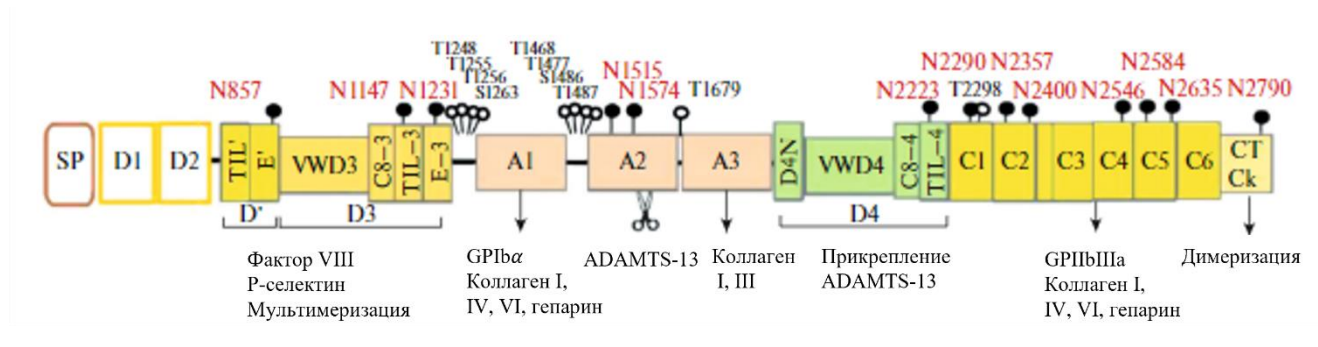 T1248 T1468
T1255 T1477
T1256 S1486
S1263 T1487
N2290 N2357
N2584
N1515
N857 N1147 N1231 N1574 T1679 N2223 T2298 N2400 N2546 N2635 N2790
SP D1 D2 TIL' E' VWD3 C8-3 TIL-3 E-3 A1 A2 A3 D4N VWD4 C8-4 TIL-4 C1 C2 C3 C4 C5 C6 CT
Ck
D' D3 D4
Фактор VIII
Р-селектин
Мультимеризация
GPIbα
Коллаген I,
IV, VI, гепарин
ADAMTS-13
Коллаген
I, III
Прикрепление
ADAMTS-13
GPIIbIIIa
Коллаген I,
IV, VI, гепарин
Димеризация